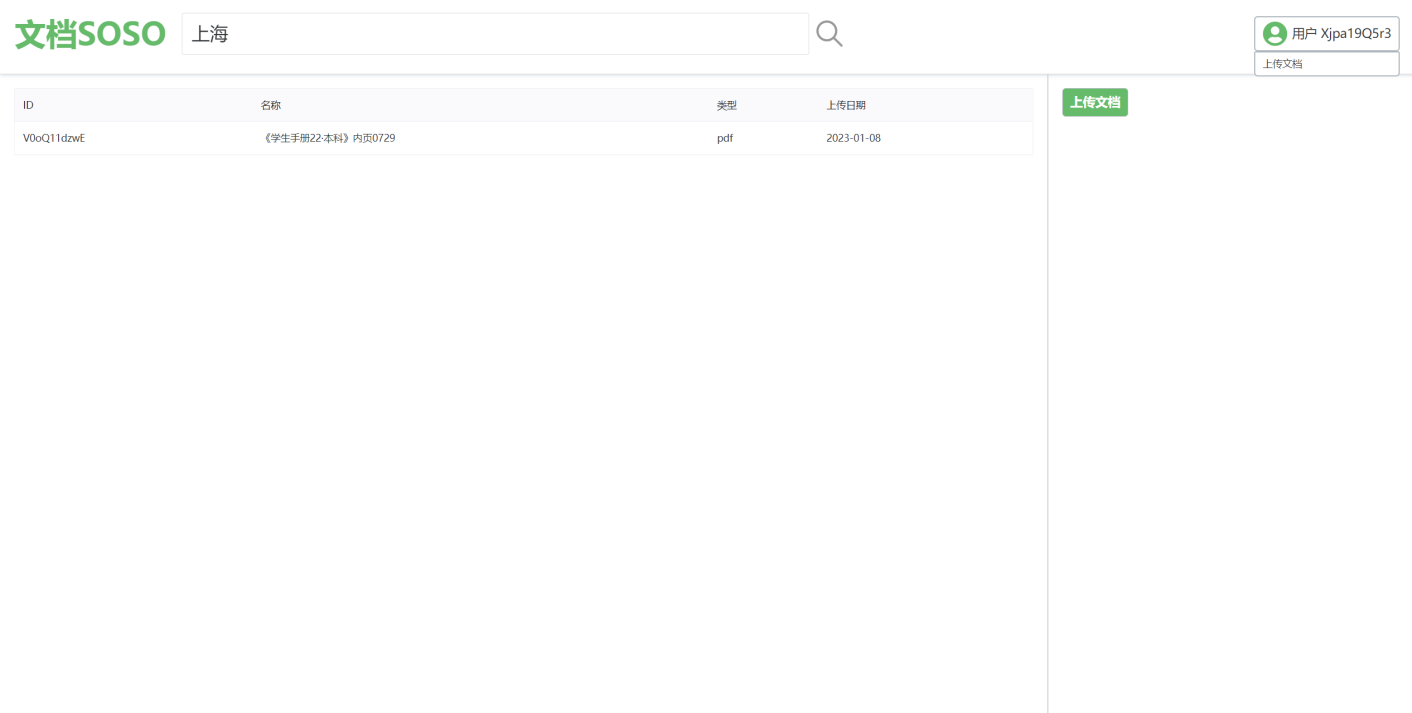 文档SOSO
上海
用户 Xjpa19Q5r3
上传文档
ID 名称 类型 上传日期
V0oQ11dzwE 《学生手册22·本科》内页0729 pdf 2023-01-08
上传文档